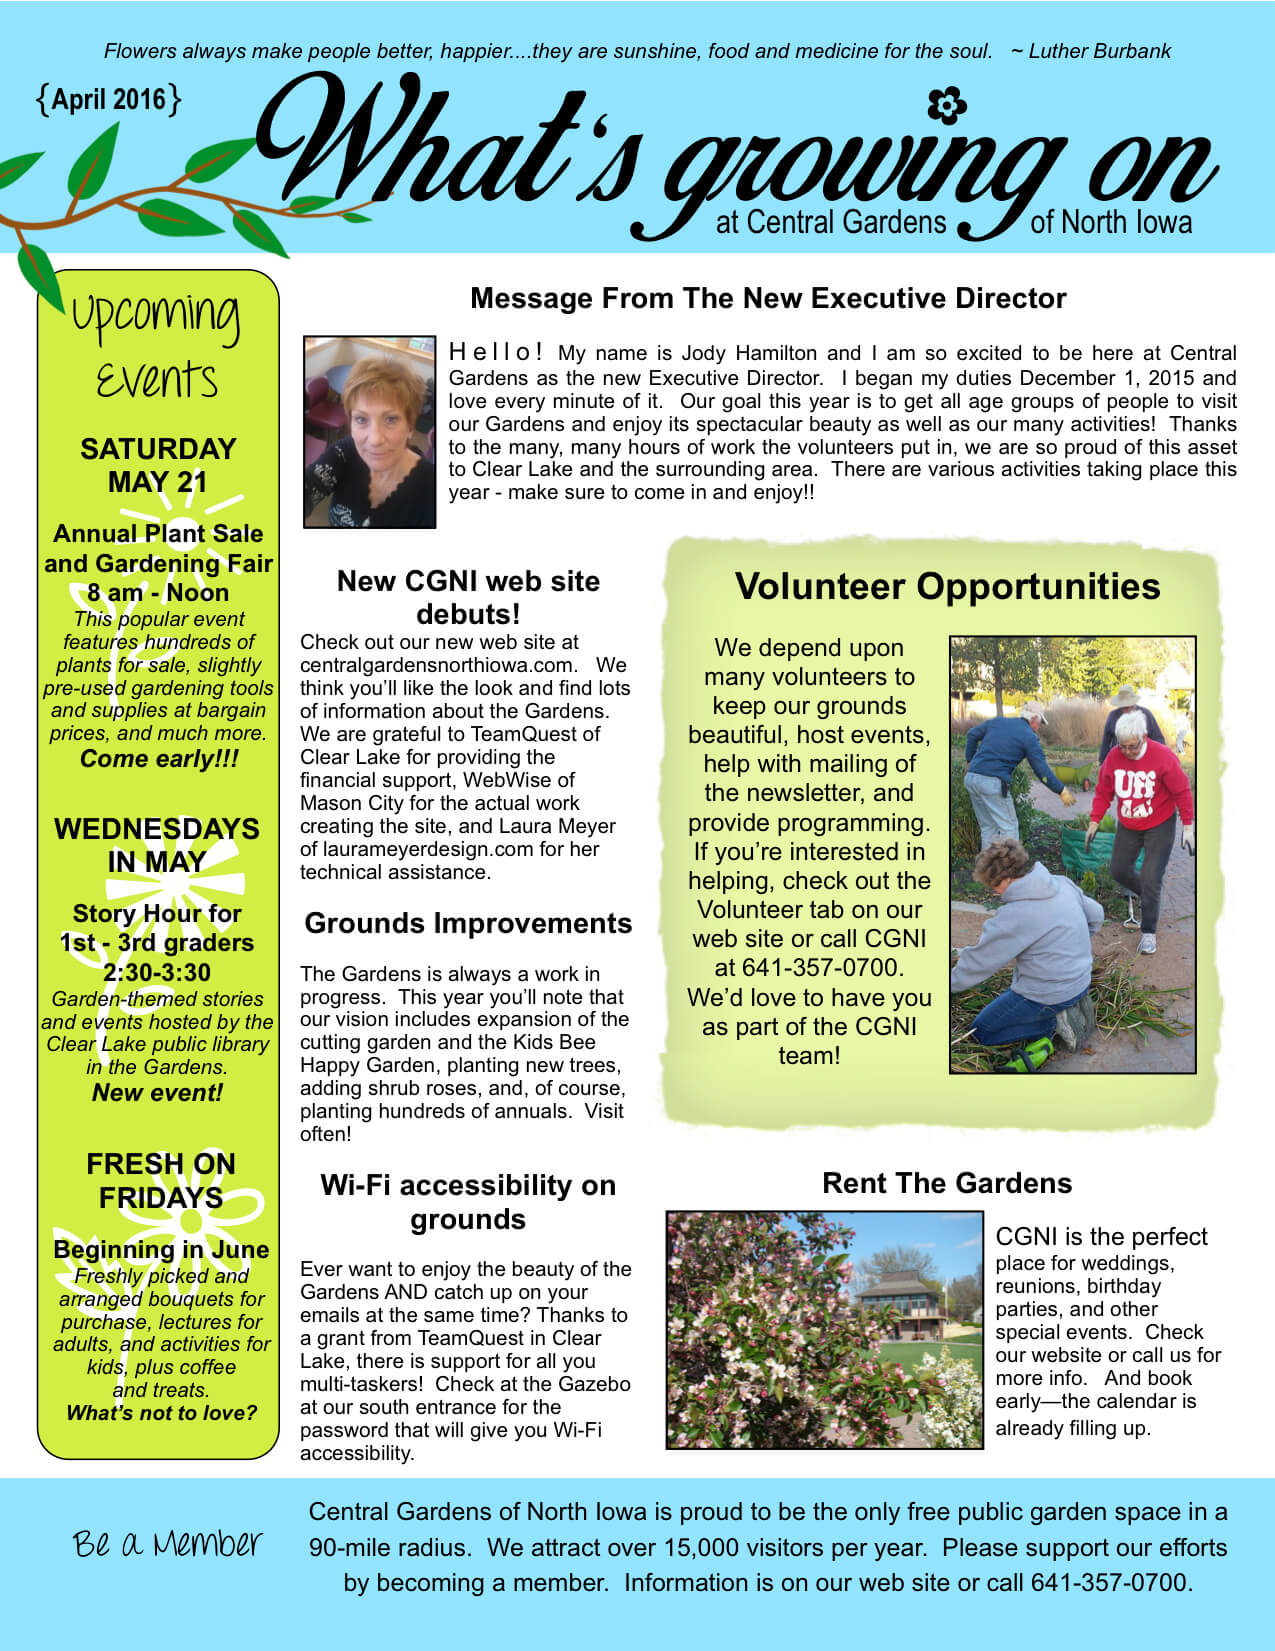 Flowers always make people better, happier....they are sunshine, food and medicine for the soul.   ~ Luther Burbank
{April 2016}
What's growing on
at Central Gardens of North Iowa
Upcoming
Events
SATURDAY
MAY 21
Annual Plant Sale
and Gardening Fair
8 am - Noon
This popular event
features hundreds of
plants for sale, slightly
pre-used gardening tools
and supplies at bargain
prices, and much more.
Come early!!!
WEDNESDAYS
IN MAY
Story Hour for
1st - 3rd graders
2:30-3:30
Garden-themed stories
and events hosted by the
Clear Lake public library
in the Gardens.
New event!
FRESH ON
FRIDAYS
Beginning in June
Freshly picked and
arranged bouquets for
purchase, lectures for
adults, and activities for
kids, plus coffee
and treats.
What's not to love?
Message From The New Executive Director
Hello! My name is Jody Hamilton and I am so excited to be here at Central
Gardens as the new Executive Director.  I began my duties December 1, 2015 and
love every minute of it.  Our goal this year is to get all age groups of people to visit
our Gardens and enjoy its spectacular beauty as well as our many activities!  Thanks
to the many, many hours of work the volunteers put in, we are so proud of this asset
to Clear Lake and the surrounding area.  There are various activities taking place this
year - make sure to come in and enjoy!!
New CGNI web site
debuts!
Check out our new web site at
centralgardensnorthiowa.com.   We
think you'll like the look and find lots
of information about the Gardens.
We are grateful to TeamQuest of
Clear Lake for providing the
financial support, WebWise of
Mason City for the actual work
creating the site, and Laura Meyer
of laurameyerdesign.com for her
technical assistance.
Grounds Improvements
The Gardens is always a work in
progress.  This year you'll note that
our vision includes expansion of the
cutting garden and the Kids Bee
Happy Garden, planting new trees,
adding shrub roses, and, of course,
planting hundreds of annuals.  Visit
often!
Wi-Fi accessibility on
grounds
Ever want to enjoy the beauty of the
Gardens AND catch up on your
emails at the same time? Thanks to
a grant from TeamQuest in Clear
Lake, there is support for all you
multi-taskers!  Check at the Gazebo
at our south entrance for the
password that will give you Wi-Fi
accessibility.
Volunteer Opportunities
We depend upon
many volunteers to
keep our grounds
beautiful, host events,
help with mailing of
the newsletter, and
provide programming.
If you're interested in
helping, check out the
Volunteer tab on our
web site or call CGNI
at 641-357-0700.
We'd love to have you
as part of the CGNI
team!
Uff
da!
Rent The Gardens
CGNI is the perfect
place for weddings,
reunions, birthday
parties, and other
special events.  Check
our website or call us for
more info.   And book
early—the calendar is
already filling up.
Be a Member
Central Gardens of North Iowa is proud to be the only free public garden space in a
90-mile radius.  We attract over 15,000 visitors per year.  Please support our efforts
by becoming a member.  Information is on our web site or call 641-357-0700.